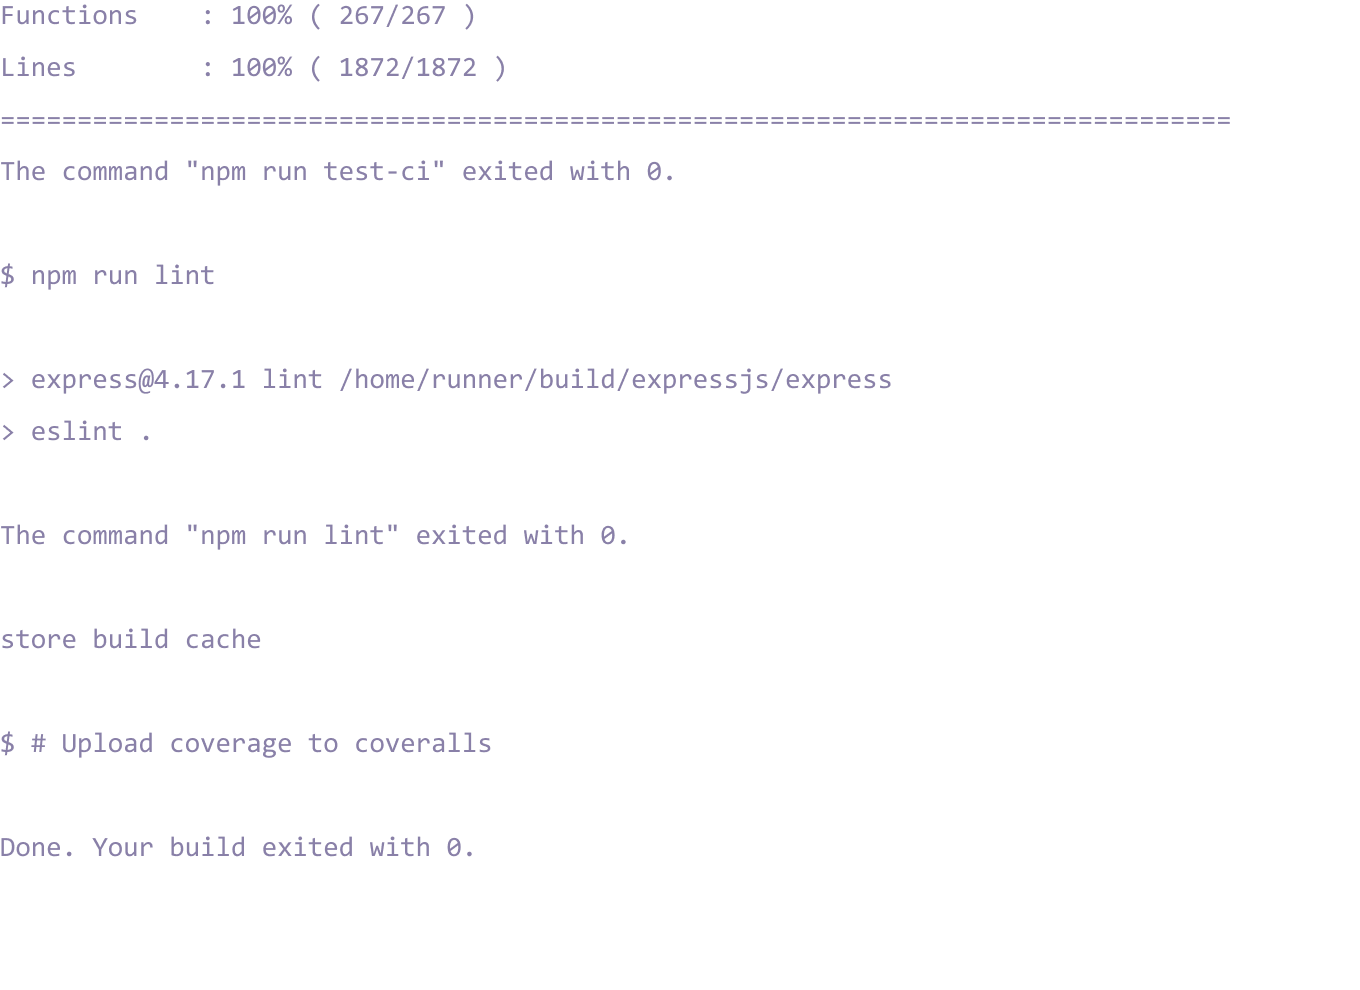 Functions    : 100% ( 267/267 )
Lines        : 100% ( 1872/1872 )
================================================================================
The command "npm run test-ci" exited with 0.
$ npm run lint
> express@4.17.1 lint /home/runner/build/expressjs/express
> eslint .
The command "npm run lint" exited with 0.
store build cache
$ # Upload coverage to coveralls
Done. Your build exited with 0.